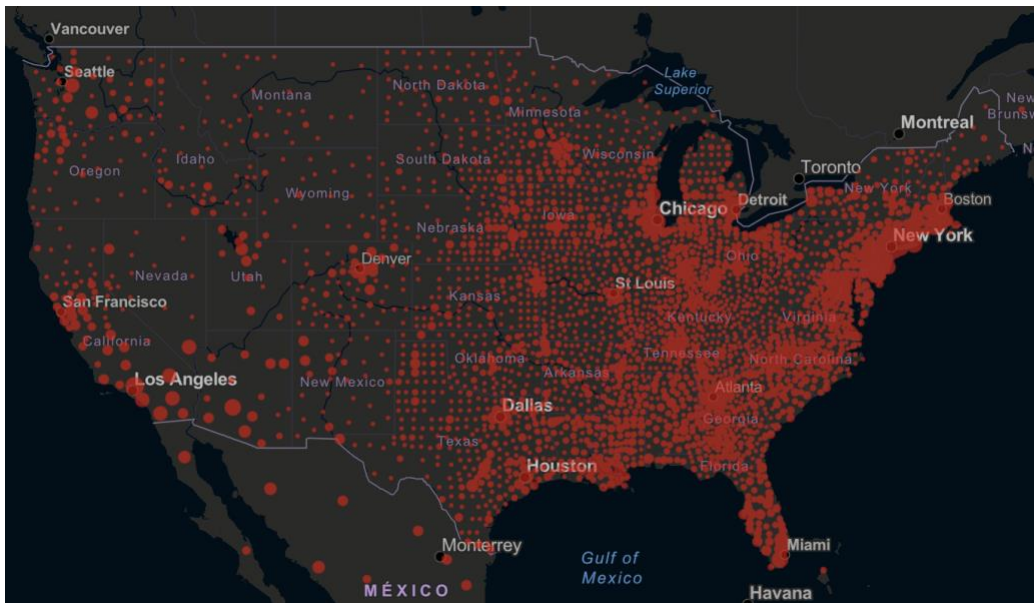 Vancouver
Seattle
Montana
North Dakota
Minnesota
Lake
Superior
New
Brunsw
Montreal
Oregon
Idaho
South Dakota
Wisconsin
Toronto
N
Wyoming
New York
Detroit
Boston
Chicago
Nebraska
Iowa
New York
Nevada
Utah
Denver
Ohio
San Francisco
Kansas
St Louis
California
Kentucky
Virginia
Los Angeles
New Mexico
Oklahoma
Arkansas
Tennessee
North Carolina
Atlanta
Dallas
Georgia
Texas
Houston
Florida
Monterrey
Gulf of
Mexico
Miami
MÉXICO
Havana